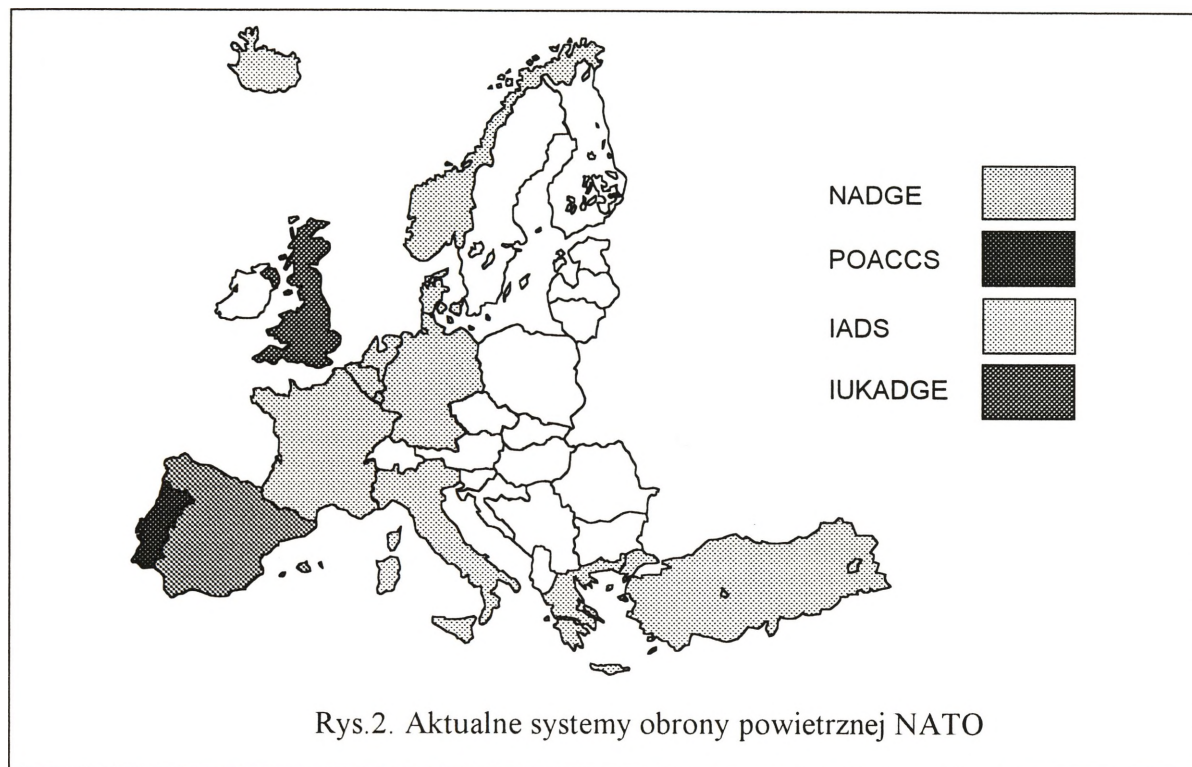 NADGE
POACCS
IADS
IUKADGE
Rys.2. Aktualne systemy obrony powietrznej NATO